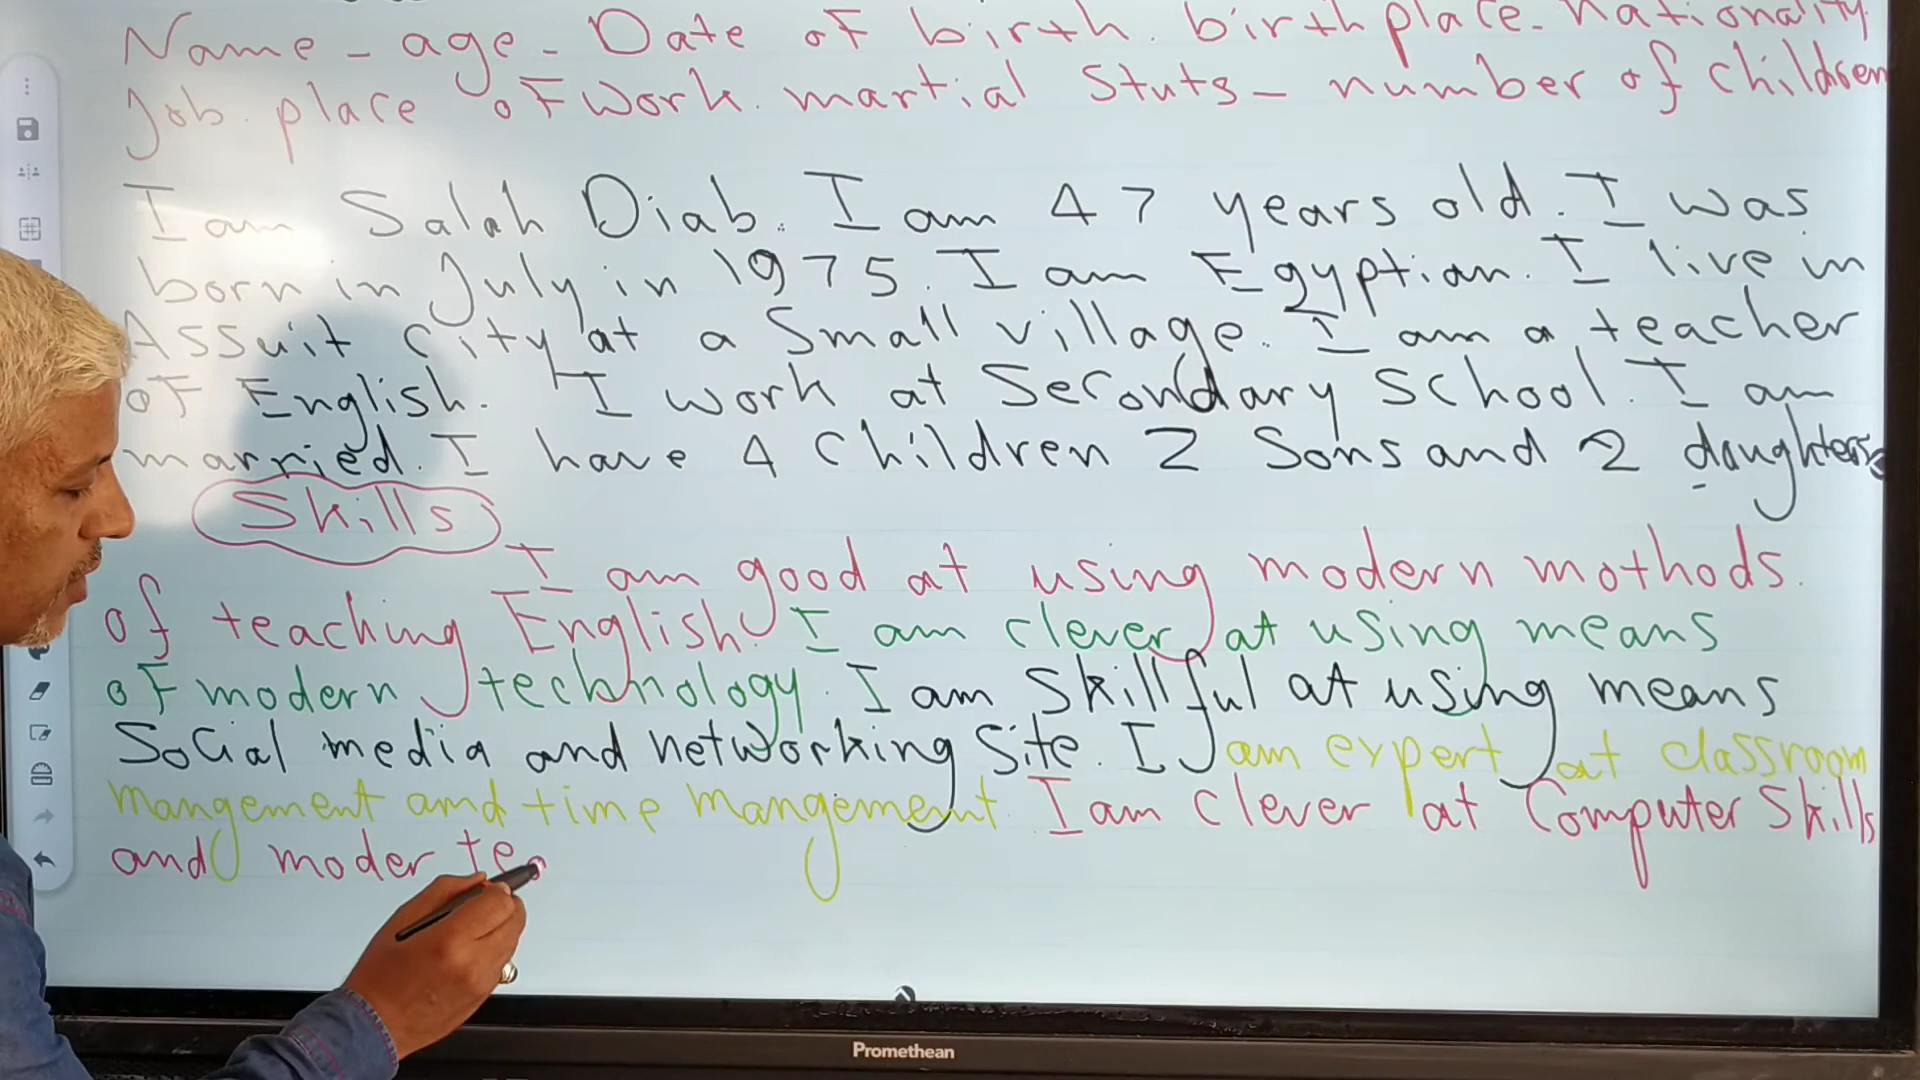 Name - age - Date of birth. birth place - nationality
Job. place of work. martial stuts - number of children
I am Salah Diab. I am 47 years old. I was
born in July in 1975. I am Egyptian. I live in
Assuit city at a small village. I am a teacher
of English. I work at Secondary School. I am
married. I have 4 children 2 Sons and 2 daughters
Skills
I am good at using modern mothods.
of teaching English. I am clever at using means
of modern technology. I am skillful at using means
Social media and networking site. I am expert at classroom
mangement and time mangement. I am clever at Computer Skills
and moder te
Promethean